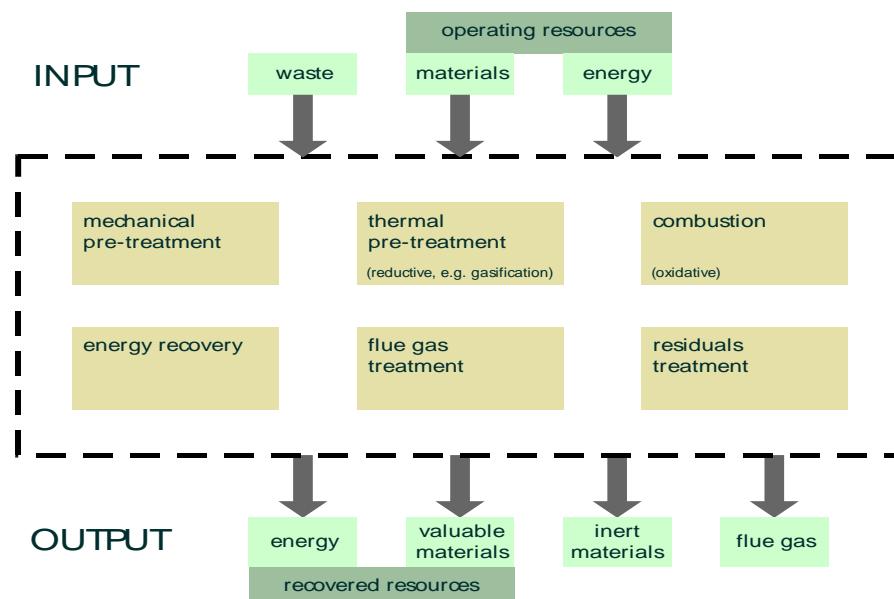 operating resources
INPUT
waste
materials
energy
mechanical
pre-treatment
thermal
pre-treatment
(reductive, e.g. gasification)
combustion
(oxidative)
energy recovery
flue gas
treatment
residuals
treatment
OUTPUT
energy
valuable
materials
inert
materials
flue gas
recovered resources